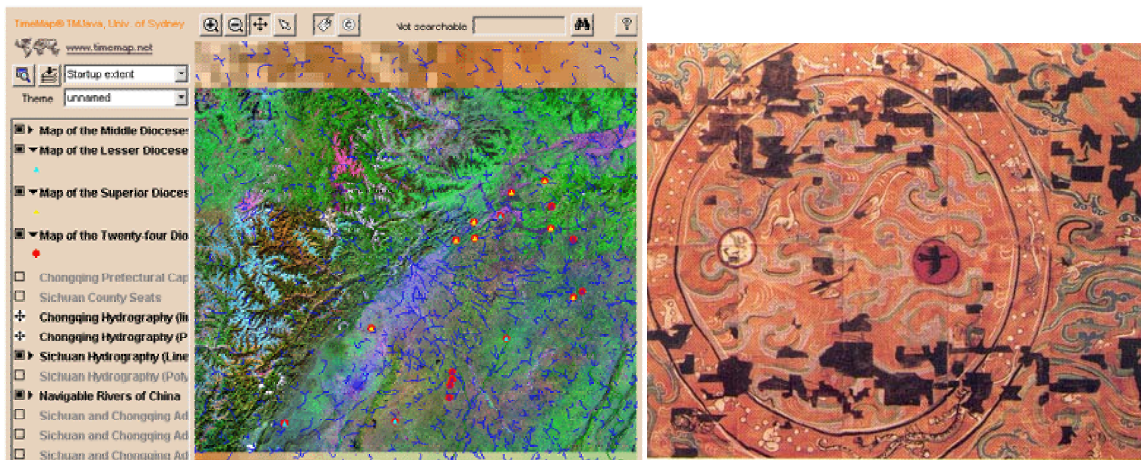 TimeMap® TMJava, Univ. of Sydney
www.timemap.net
Not searchable
Startup extent
Theme unnamed
Map of the Middle Dioceses
Map of the Lesser Diocese
Map of the Superior Dioces
Map of the Twenty-four Dio
Chongqing Prefectural Cap
Sichuan County Seats
Chongqing Hydrography (lin
Chongqing Hydrography (P
Sichuan Hydrography (Line
Sichuan Hydrography (Poly
Navigable Rivers of China
Sichuan and Chongqing Ad
Sichuan and Chongqing Ad
Sichuan and Chongqing Ad